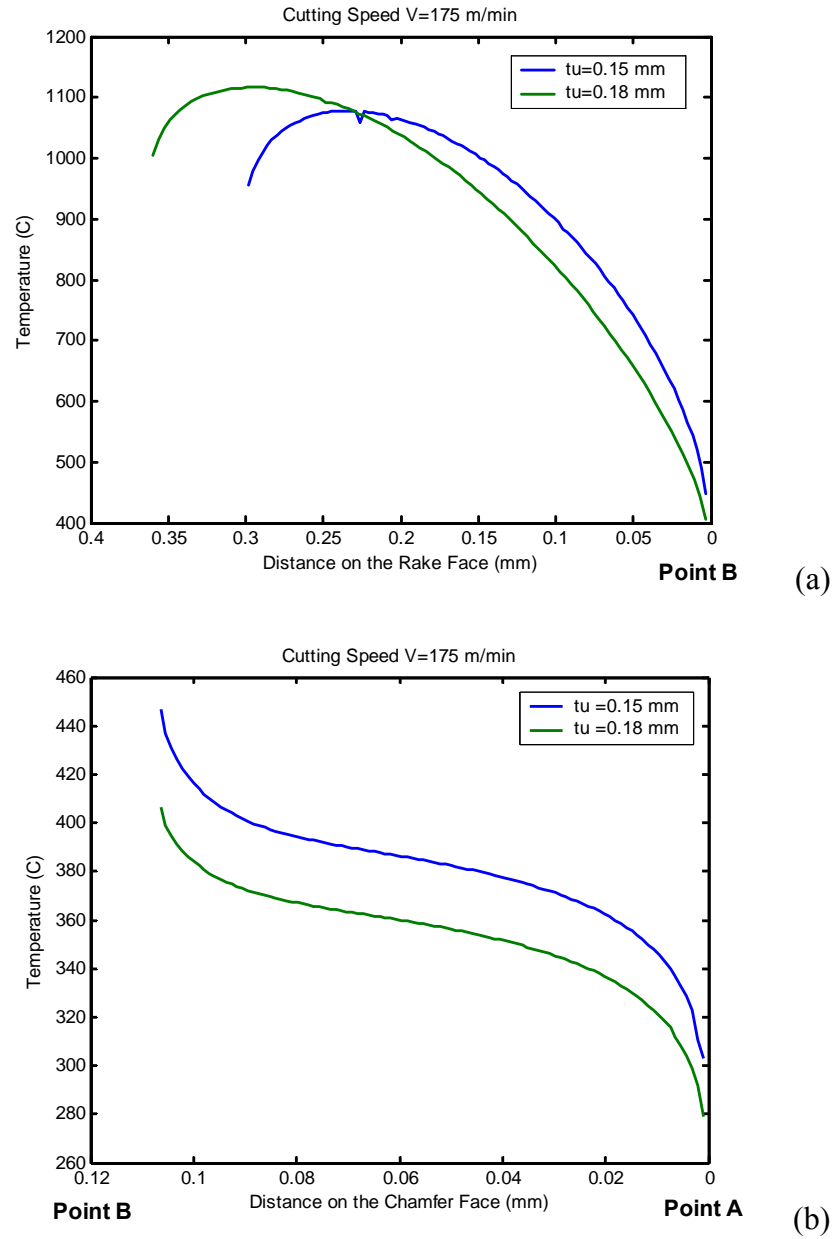 Cutting Speed V=175 m/min
1200
1100
1000
900
800
700
600
500
400
Temperature (C)
tu=0.15 mm
tu=0.18 mm
0.4 0.35 0.3 0.25 0.2 0.15 0.1 0.05 0
Distance on the Rake Face (mm)
Point B
(a)
Cutting Speed V=175 m/min
460
440
420
400
380
360
340
320
300
280
260
Temperature (C)
tu =0.15 mm
tu =0.18 mm
0.12 0.1 0.08 0.06 0.04 0.02 0
Point B Distance on the Chamfer Face (mm) Point A
(b)